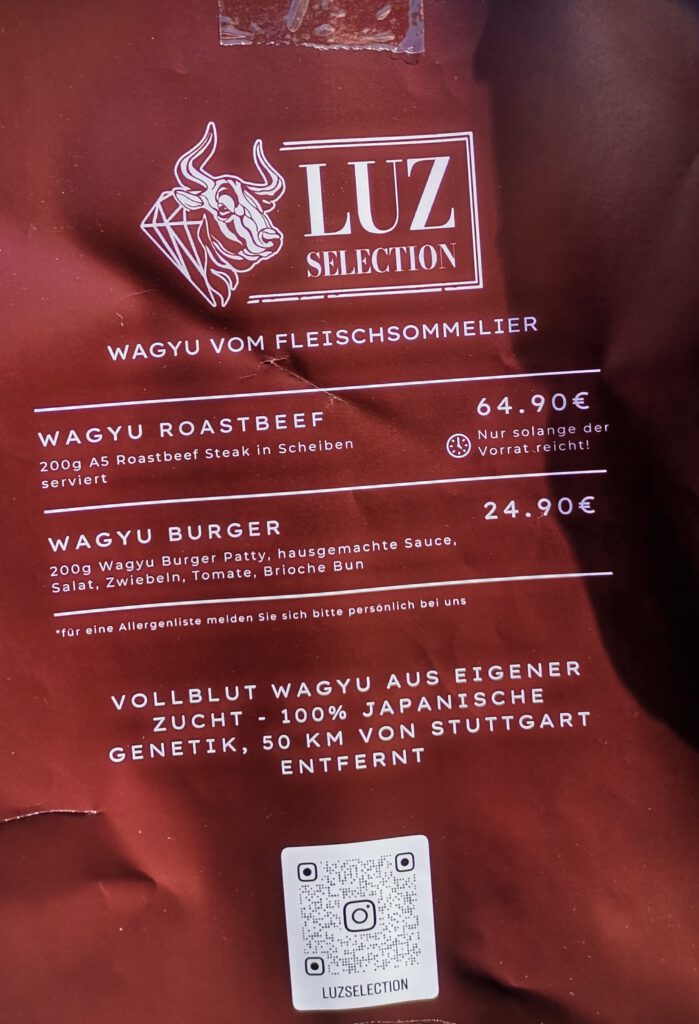 LUZ
SELECTION
WAGYU VOM FLEISCHSOMMELIER
WAGYU ROASTBEEF
64.90€
200g A5 Roastbeef Steak in Scheiben
serviert
Nur solange der
Vorrat reicht!
WAGYU BURGER
24.90€
200g Wagyu Burger Patty, hausgemachte Sauce,
Salat, Zwiebeln, Tomate, Brioche Bun
*für eine Allergenliste melden Sie sich bitte persönlich bei uns
VOLLBLUT WAGYU AUS EIGENER
ZUCHT - 100% JAPANISCHE
GENETIK, 50 KM VON STUTTGART
ENTFERNT
LUZSELECTION